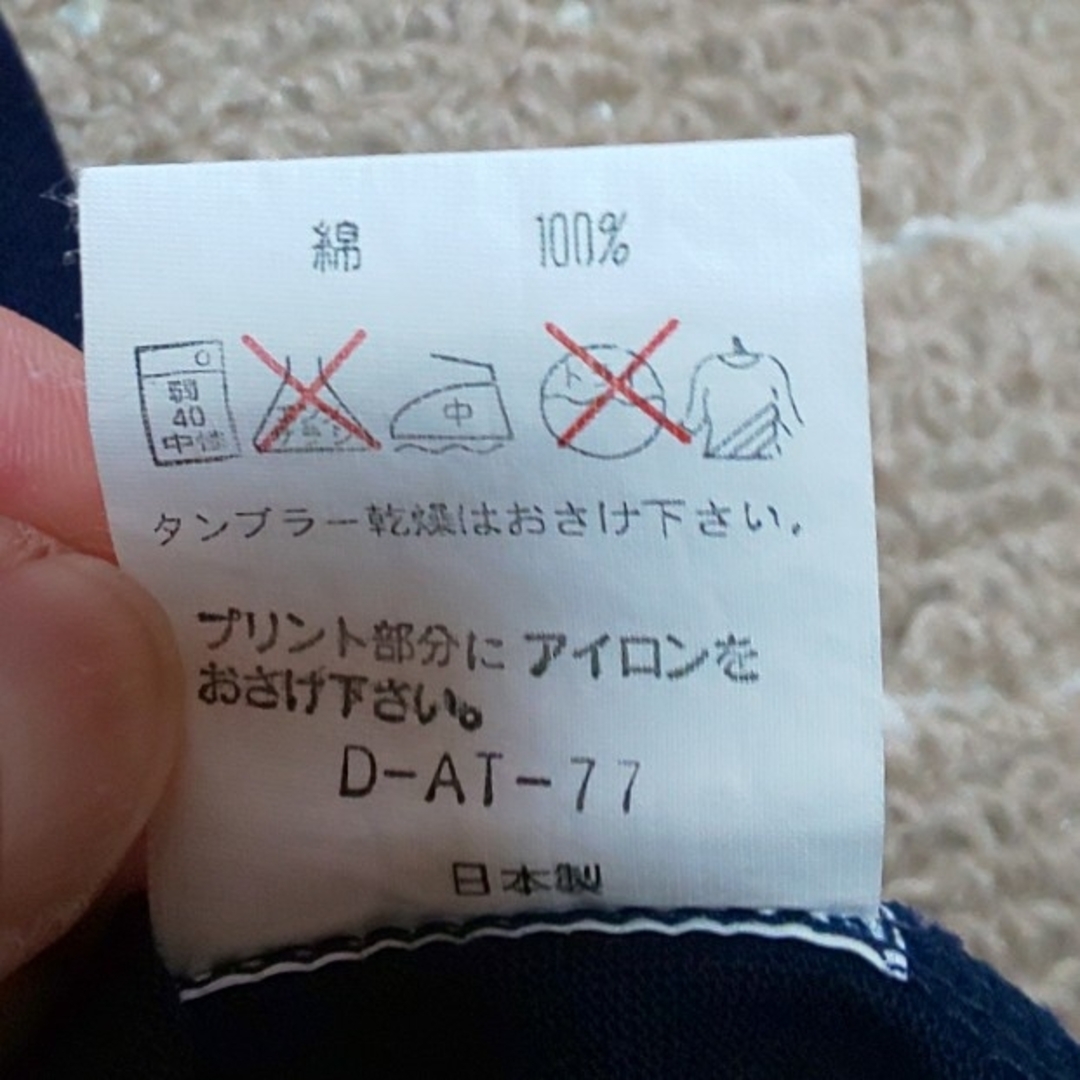 綿 100%
弱
40
中性
中
タンブラー乾燥はおさけ下さい.
プリント部分にアイロンを
おさけ下さい。
D-AT-77
日本製